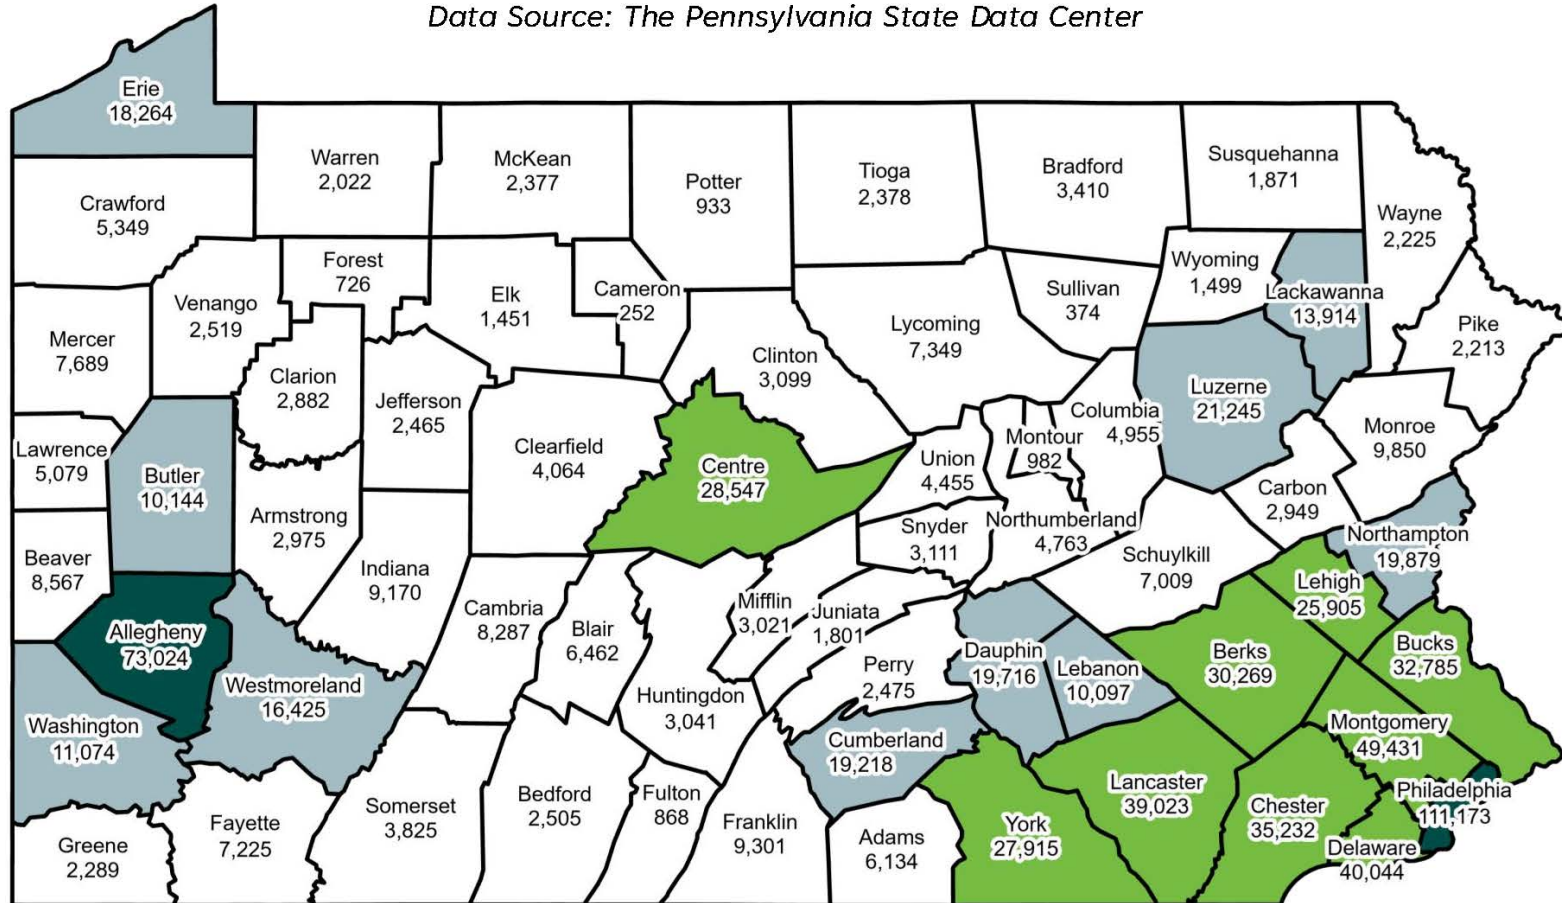 Data Source: The Pennsylvania State Data Center
Erie
18,264
Warren
2,022
McKean
2,377
Potter
933
Tioga
2,378
Bradford
3,410
Susquehanna
1,871
Wayne
2,225
Crawford
5,349
Forest
726
Venango
2,519
Elk
1,451
Cameron
252
Wyoming
1,499
Lackawanna
13,914
Sullivan
374
Lycoming
7,349
Pike
2,213
Mercer
7,689
Clinton
3,099
Clarion
2,882
Jefferson
2,465
Luzerne
21,245
Columbia
4,955
Monroe
9,850
Lawrence
5,079
Butler
10,144
Clearfield
4,064
Centre
28,547
Union
4,455
Montour
982
Carbon
2,949
Armstrong
2,975
Snyder
3,111
Northumberland
4,763
Northampton
19,879
Beaver
8,567
Indiana
9,170
Schuylkill
7,009
Lehigh
25,905
Cambria
8,287
Blair
6,462
Mifflin
3,021
Juniata
1,801
Allegheny
73,024
Perry
2,475
Dauphin
19,716
Lebanon
10,097
Berks
30,269
Bucks
32,785
Westmoreland
16,425
Huntingdon
3,041
Washington
11,074
Cumberland
19,218
Montgomery
49,431
Lancaster
39,023
Philadelphia
111,173
Somerset
3,825
Bedford
2,505
Fulton
868
Chester
35,232
Greene
2,289
Fayette
7,225
Franklin
9,301
Adams
6,134
York
27,915
Delaware
40,044